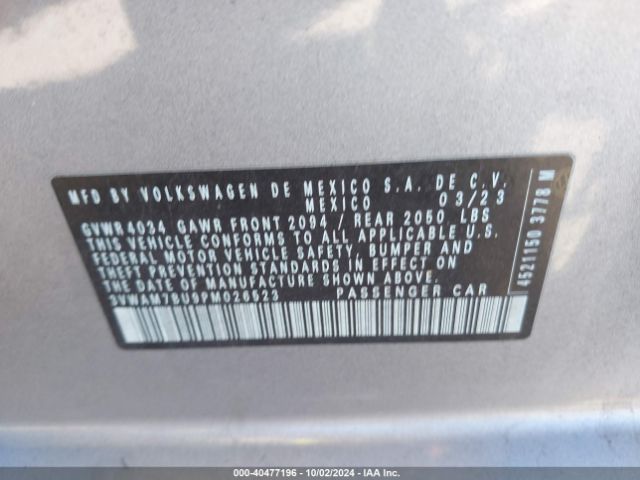 MFD BY VOLKSWAGEN DE MEXICO S.A. DE C.V.
MEXICO 03/23
GVWR 4034 GAWR FRONT 2094 / REAR 2050 LBS
THIS VEHICLE CONFORMS TO ALL APPLICABLE U.S.
FEDERAL MOTOR VEHICLE SAFETY, BUMPER AND
THEFT PREVENTION STANDARDS IN EFFECT ON
THE DATE OF MANUFACTURE SHOWN ABOVE.
3VWAM7BU9PM026523 PASSENGER CAR
4521150 3778 M
000-40477196 - 10/02/2024 - IAA Inc.